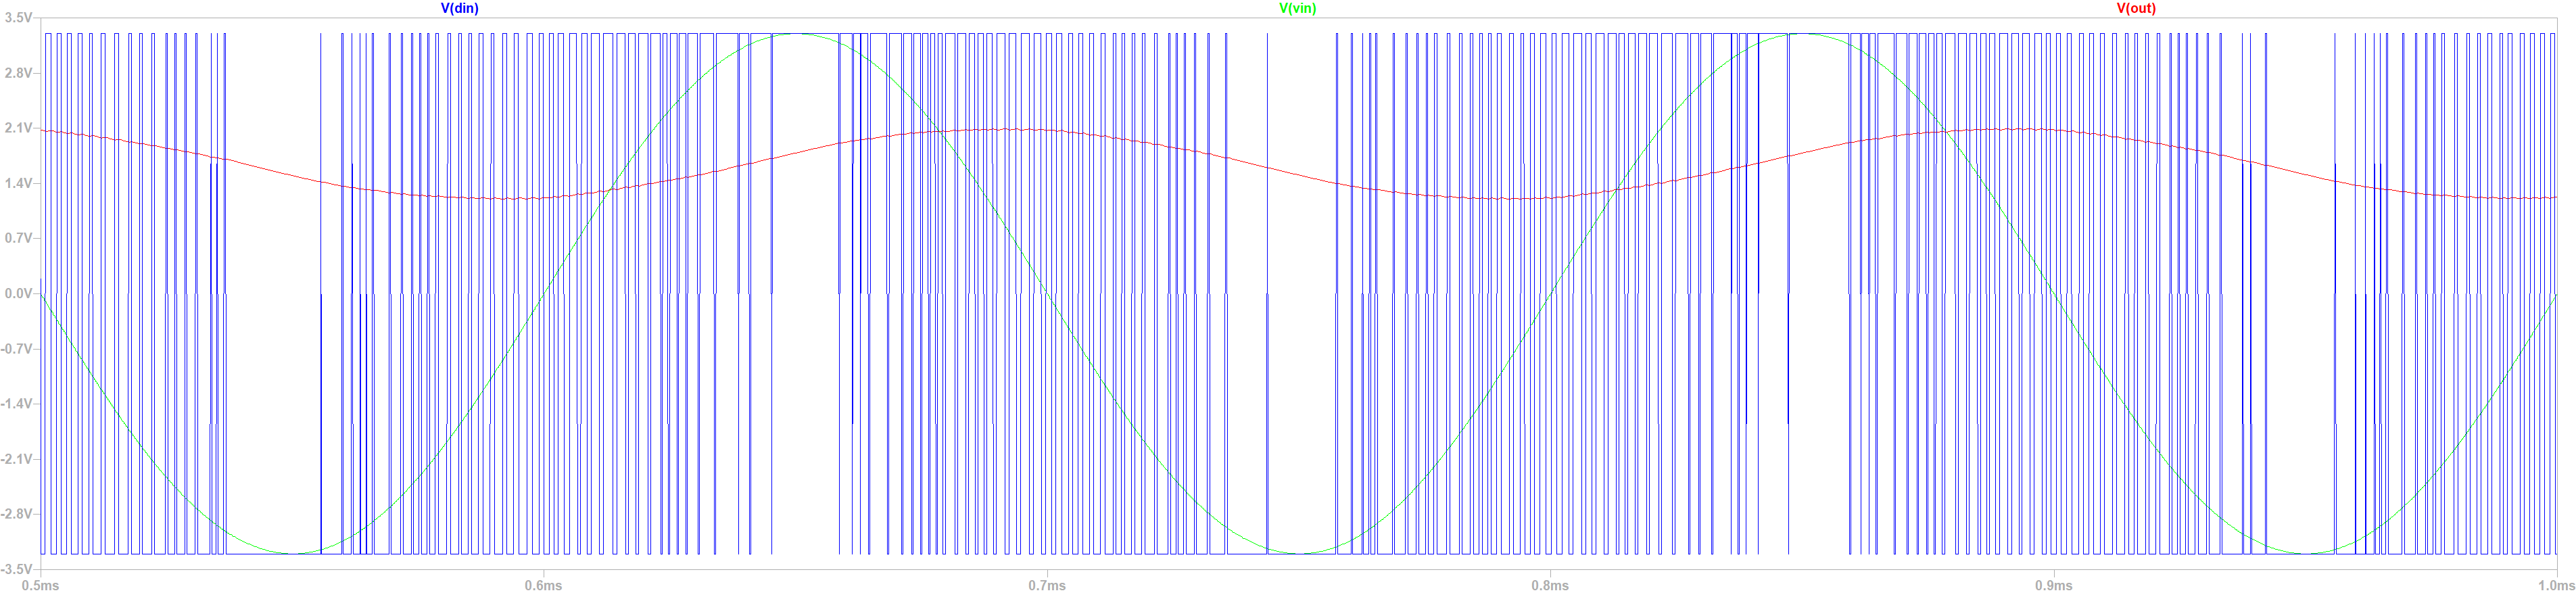 V(din) V(vin) V(out)
3.5V
2.8V
2.1V
1.4V
0.7V
0.0V
-0.7V
-1.4V
-2.1V
-2.8V
-3.5V
0.5ms 0.6ms 0.7ms 0.8ms 0.9ms 1.0ms